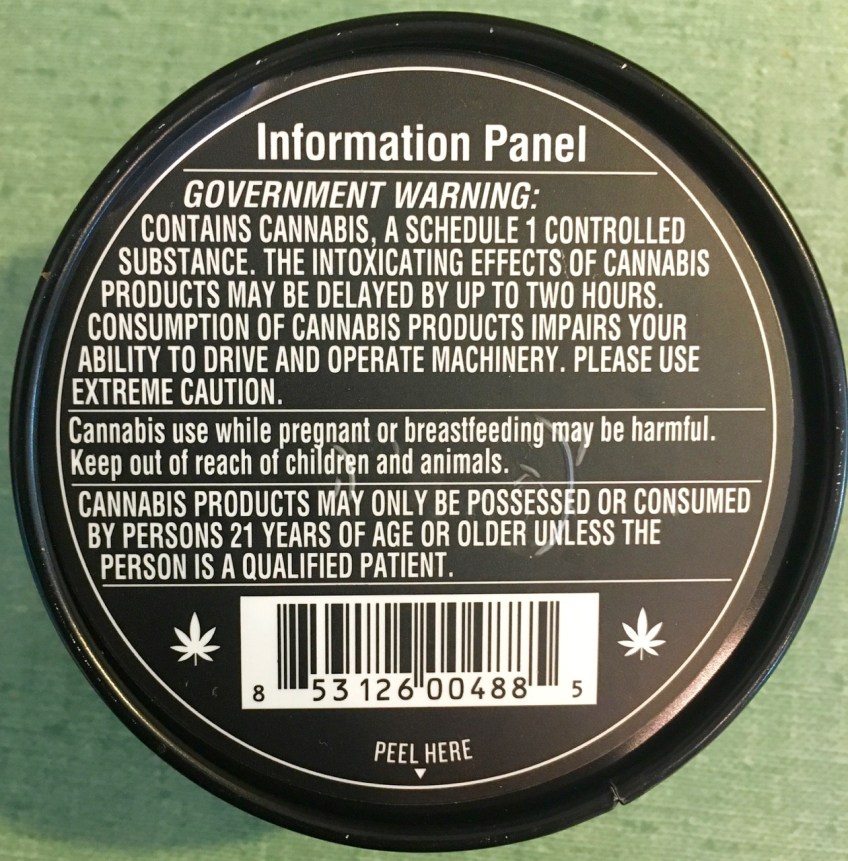 Information Panel
GOVERNMENT WARNING:
CONTAINS CANNABIS, A SCHEDULE 1 CONTROLLED
SUBSTANCE. THE INTOXICATING EFFECTS OF CANNABIS
PRODUCTS MAY BE DELAYED BY UP TO TWO HOURS.
CONSUMPTION OF CANNABIS PRODUCTS IMPAIRS YOUR
ABILITY TO DRIVE AND OPERATE MACHINERY. PLEASE USE
EXTREME CAUTION.
Cannabis use while pregnant or breastfeeding may be harmful.
Keep out of reach of children and animals.
CANNABIS PRODUCTS MAY ONLY BE POSSESSED OR CONSUMED
BY PERSONS 21 YEARS OF AGE OR OLDER UNLESS THE
PERSON IS A QUALIFIED PATIENT.
8 53126 00488 5
PEEL HERE